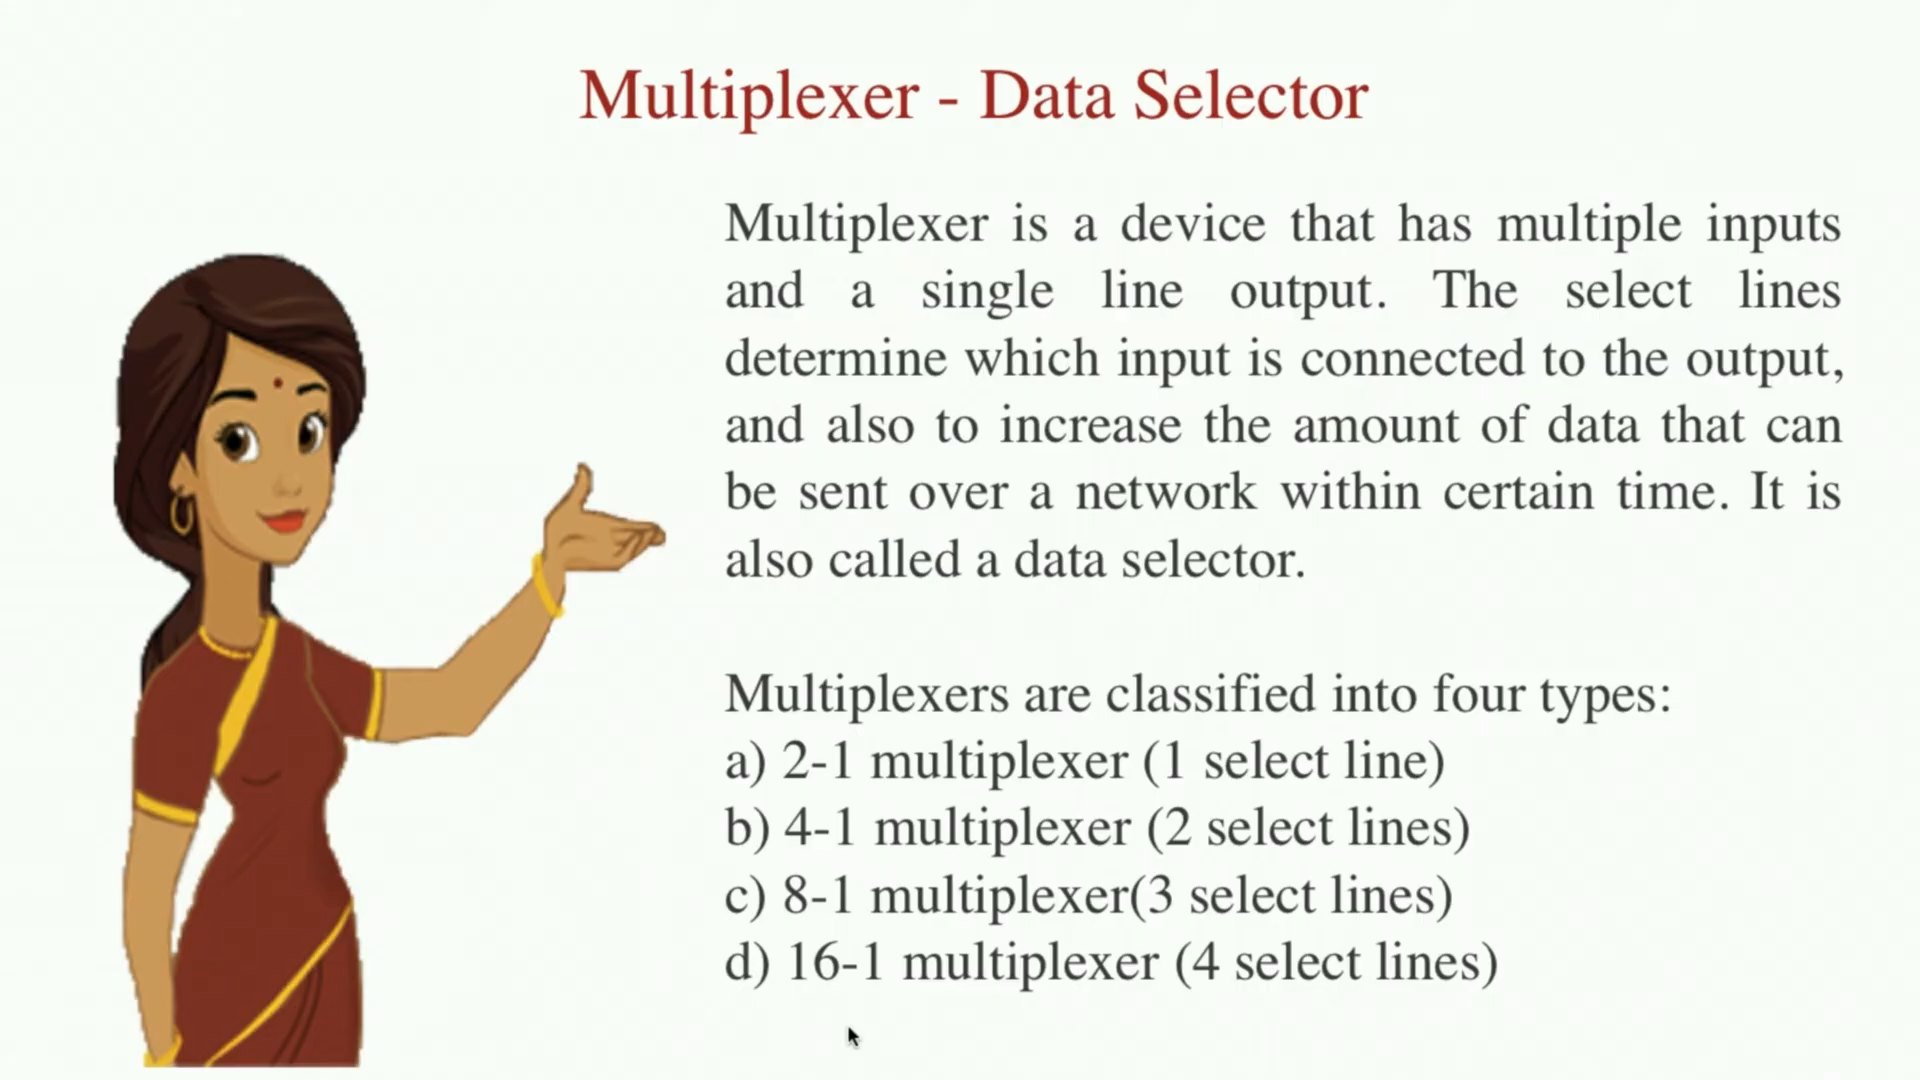 Multiplexer - Data Selector
Multiplexer is a device that has multiple inputs
and a single line output. The select lines
determine which input is connected to the output,
and also to increase the amount of data that can
be sent over a network within certain time. It is
also called a data selector.
Multiplexers are classified into four types:
a) 2-1 multiplexer (1 select line)
b) 4-1 multiplexer (2 select lines)
c) 8-1 multiplexer(3 select lines)
d) 16-1 multiplexer (4 select lines)